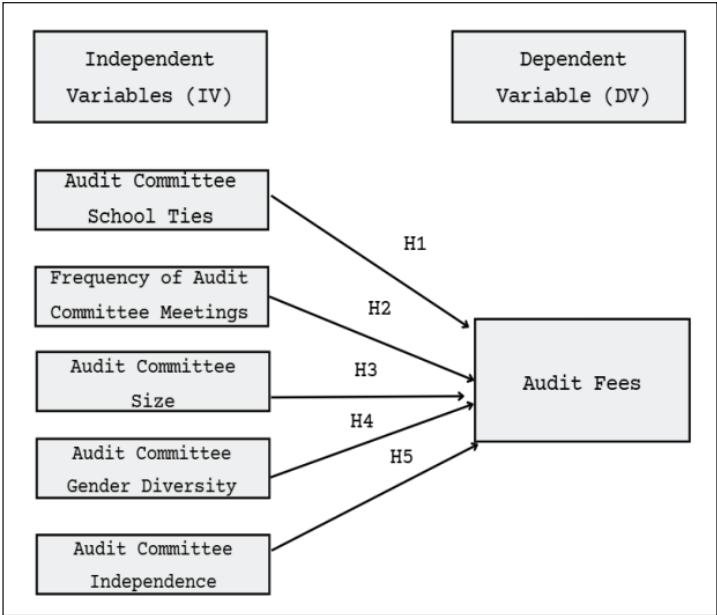 Independent
Variables (IV)
Dependent
Variable (DV)
Audit Committee
School Ties
H1
Frequency of Audit
Committee Meetings
H2
Audit Committee
Size
H3
Audit Fees
H4
Audit Committee
Gender Diversity
H5
Audit Committee
Independence